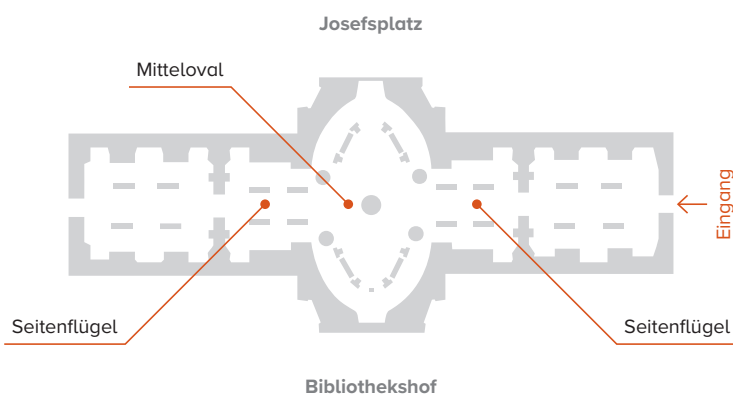 Josefsplatz
Mitteloval
Eingang
Seitenflügel
Seitenflügel
Bibliothekshof